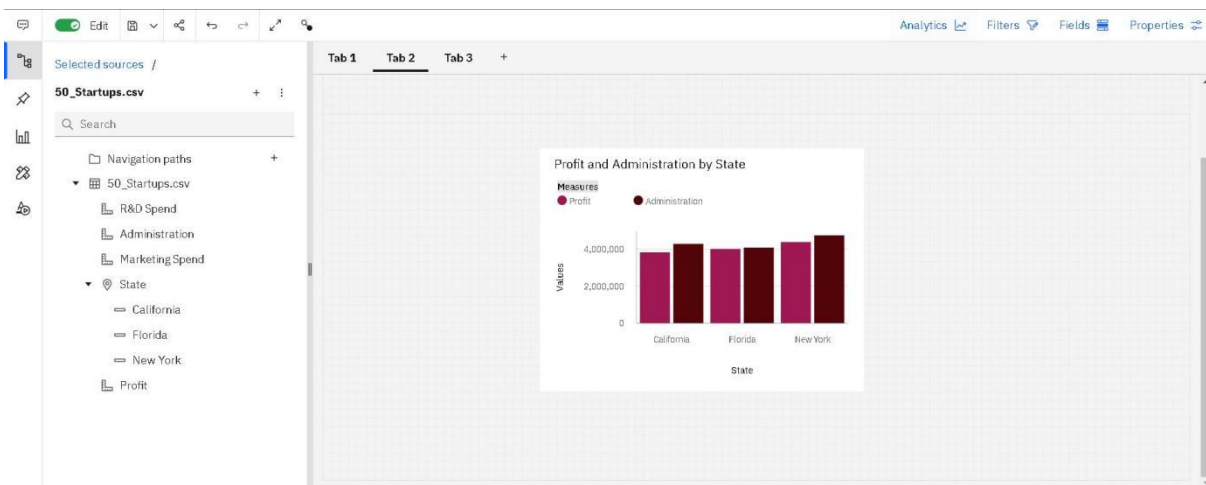 Edit
Analytics Filters Fields Properties
Selected sources /
50_Startups.csv
Search
Navigation paths
50_Startups.csv
R&D Spend
Administration
Marketing Spend
State
California
Florida
New York
Profit
Tab 1 Tab 2 Tab 3 +
Profit and Administration by State
Measures
Profit Administration
4,000,000
2,000,000
0
Values
California Florida New York
State